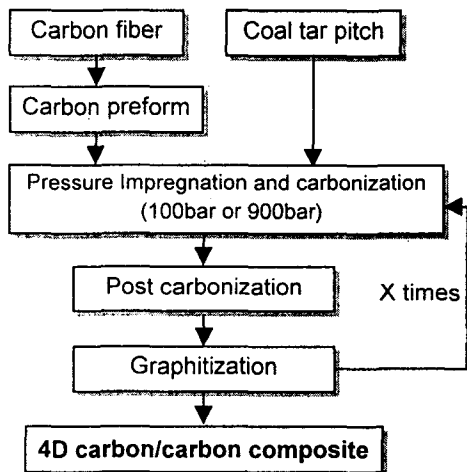 Carbon fiber
Coal tar pitch
Carbon preform
Pressure Impregnation and carbonization
(100bar or 900bar)
Post carbonization
X times
Graphitization
4D carbon/carbon composite